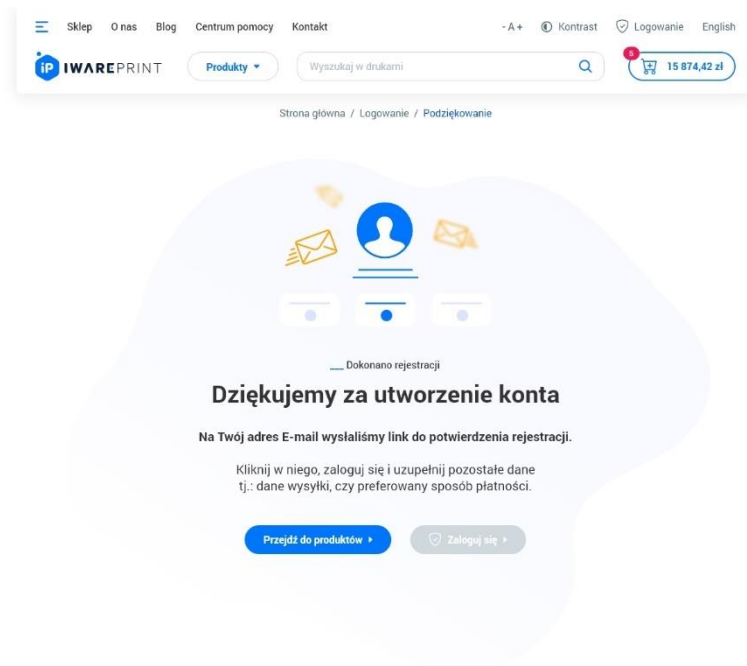 Sklep O nas Blog Centrum pomocy Kontakt - A + Kontrast Logowanie English
iP IWAREPRINT Produkty Wyszukaj w drukarni 5 15 874,42 zł
Strona główna / Logowanie / Podziękowanie
Dokonano rejestracji
Dziękujemy za utworzenie konta
Na Twój adres E-mail wysłaliśmy link do potwierdzenia rejestracji.
Kliknij w niego, zaloguj się i uzupełnij pozostałe dane
tj.: dane wysyłki, czy preferowany sposób płatności.
Przejdź do produktów Zaloguj się